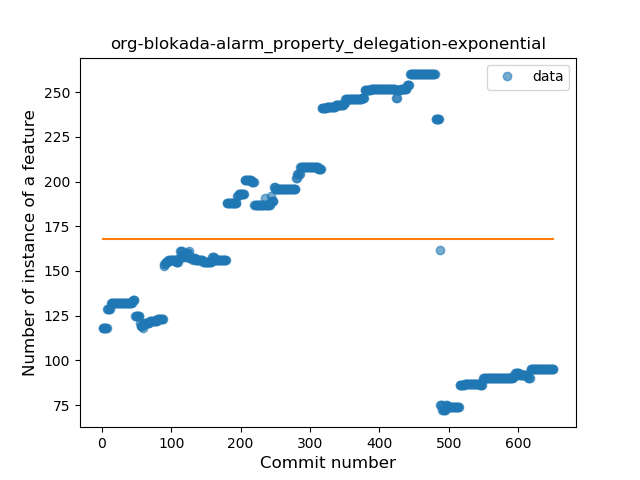 org-blokada-alarm_property_delegation-exponential
data
Number of instance of a feature
250
225
200
175
150
125
100
75
0 100 200 300 400 500 600
Commit number